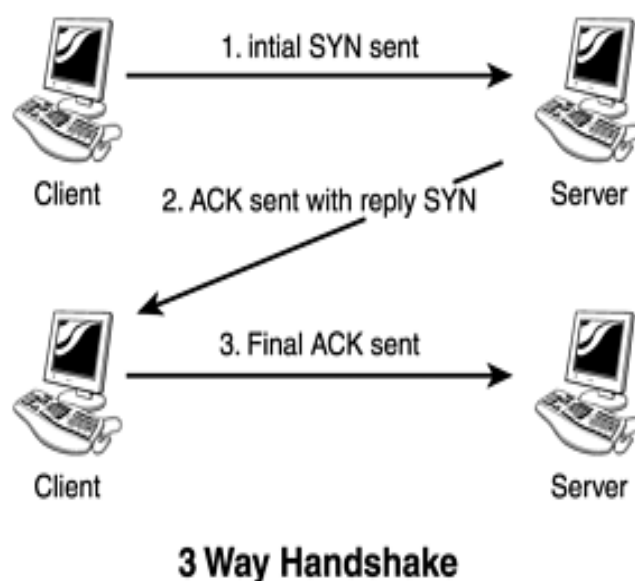 1. intial SYN sent
Client
Server
2. ACK sent with reply SYN
3. Final ACK sent
Client
Server
3 Way Handshake